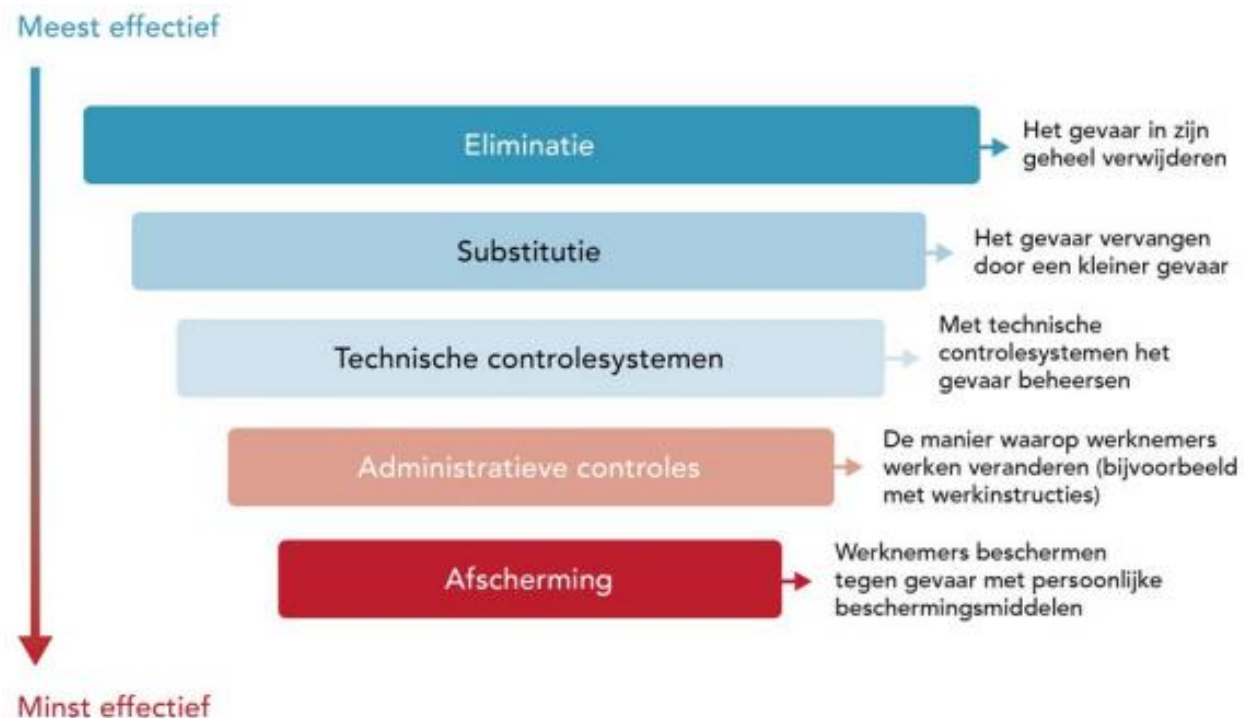 Meest effectief
Eliminatie
Het gevaar in zijn
geheel verwijderen
Substitutie
Het gevaar vervangen
door een kleiner gevaar
Technische controlesystemen
Met technische
controlesystemen het
gevaar beheersen
Administratieve controles
De manier waarop werknemers
werken veranderen (bijvoorbeeld
met werkinstructies)
Afscherming
Werknemers beschermen
tegen gevaar met persoonlijke
beschermingsmiddelen
Minst effectief